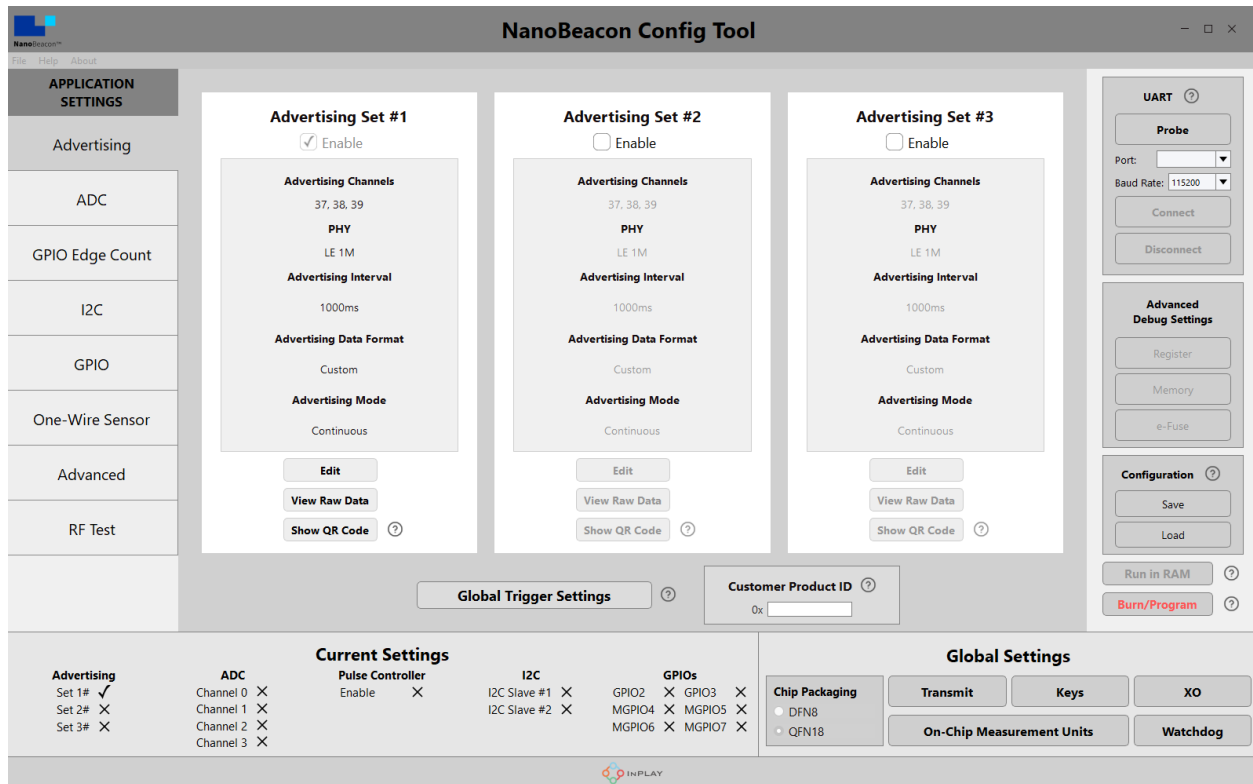 NanoBeacon Config Tool
NanoBeacon™
File Help About
APPLICATION
SETTINGS
Advertising
ADC
GPIO Edge Count
I2C
GPIO
One-Wire Sensor
Advanced
RF Test
Advertising Set #1
Enable
Advertising Channels
37, 38, 39
PHY
LE 1M
Advertising Interval
1000ms
Advertising Data Format
Custom
Advertising Mode
Continuous
Edit
View Raw Data
Show QR Code ?
Advertising Set #2
Enable
Advertising Channels
37, 38, 39
PHY
LE 1M
Advertising Interval
1000ms
Advertising Data Format
Custom
Advertising Mode
Continuous
Edit
View Raw Data
Show QR Code ?
Advertising Set #3
Enable
Advertising Channels
37, 38, 39
PHY
LE 1M
Advertising Interval
1000ms
Advertising Data Format
Custom
Advertising Mode
Continuous
Edit
View Raw Data
Show QR Code ?
Global Trigger Settings ?
Customer Product ID ?
0x
UART ?
Probe
Port:
Baud Rate: 115200
Connect
Disconnect
Advanced
Debug Settings
Register
Memory
e-Fuse
Configuration ?
Save
Load
Run in RAM ?
Burn/Program ?
Current Settings
Advertising
Set 1#
Set 2#
Set 3#
ADC
Channel 0
Channel 1
Channel 2
Channel 3
Pulse Controller
Enable
I2C
I2C Slave #1
I2C Slave #2
GPIOs
GPIO2 GPIO3
MGPIO4 MGPIO5
MGPIO6 MGPIO7
Global Settings
Chip Packaging
DFN8
QFN18
Transmit
Keys
XO
On-Chip Measurement Units
Watchdog
INPLAY